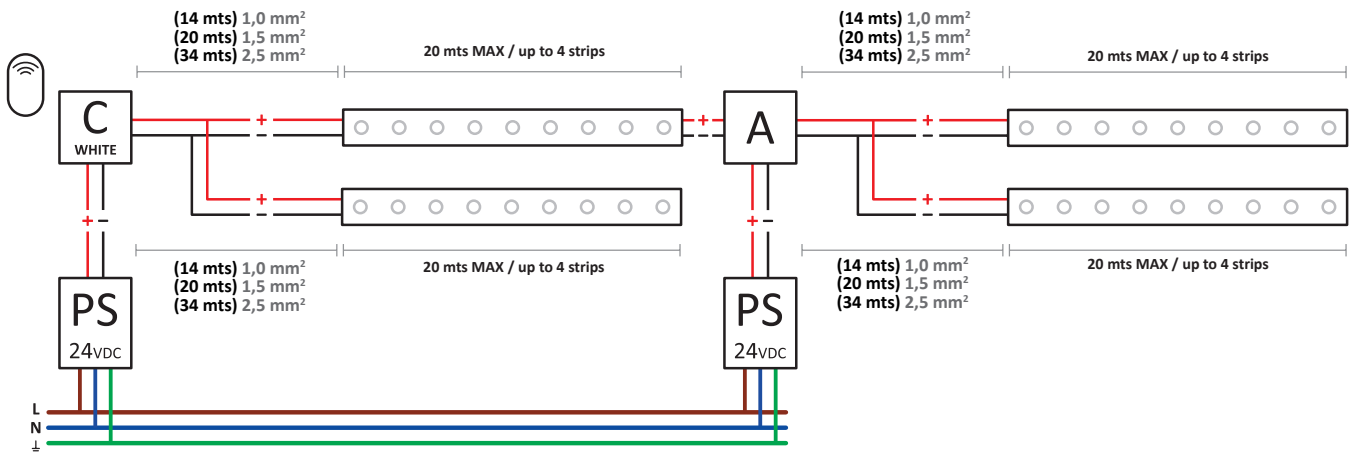 (14 mts) 1,0 mm²
(20 mts) 1,5 mm²
(34 mts) 2,5 mm²
20 mts MAX / up to 4 strips
(14 mts) 1,0 mm²
(20 mts) 1,5 mm²
(34 mts) 2,5 mm²
20 mts MAX / up to 4 strips
C
WHITE
+
−
+
−
A
+
−
+
−
+
−
+
−
+ −
+ −
(14 mts) 1,0 mm²
(20 mts) 1,5 mm²
(34 mts) 2,5 mm²
20 mts MAX / up to 4 strips
(14 mts) 1,0 mm²
(20 mts) 1,5 mm²
(34 mts) 2,5 mm²
20 mts MAX / up to 4 strips
PS
24VDC
PS
24VDC
L
N
⏚